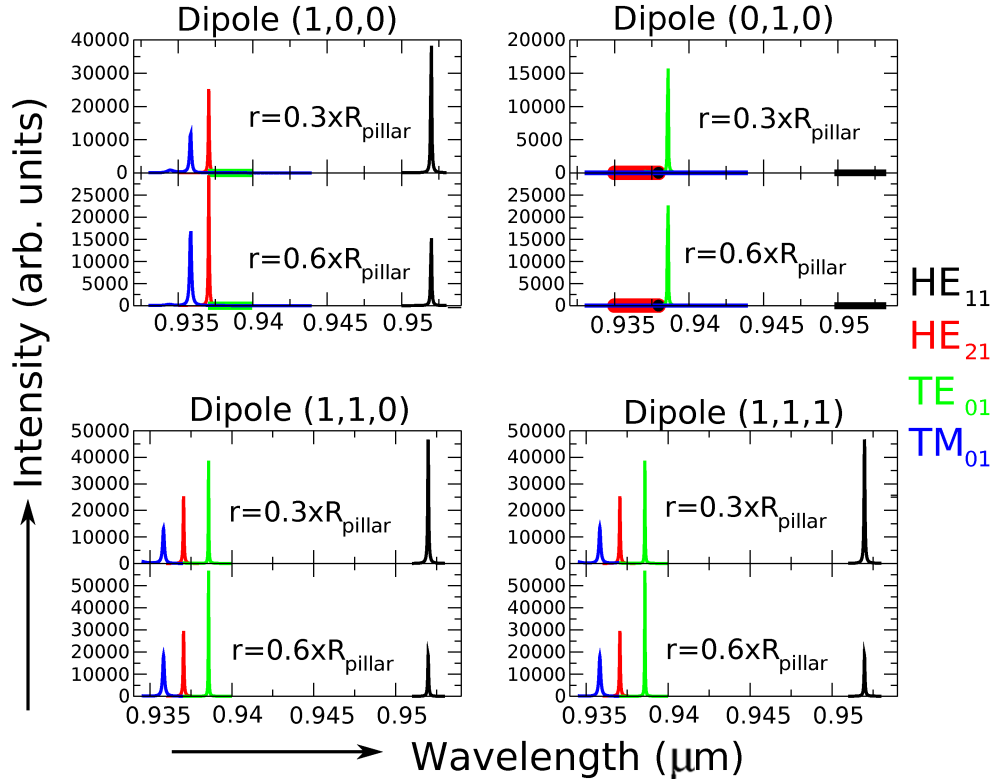 Dipole (1,0,0)
40000
30000
20000
10000
0
r=0.3xRpillar
25000
20000
15000
10000
5000
0
r=0.6xRpillar
0.935 0.94 0.945 0.95
Dipole (0,1,0)
20000
15000
10000
5000
0
r=0.3xRpillar
25000
20000
15000
10000
5000
0
r=0.6xRpillar
0.935 0.94 0.945 0.95
HE11
HE21
TE01
TM01
Dipole (1,1,0)
50000
40000
30000
20000
10000
0
r=0.3xRpillar
50000
40000
30000
20000
10000
0
r=0.6xRpillar
0.935 0.94 0.945 0.95
Dipole (1,1,1)
50000
40000
30000
20000
10000
0
r=0.3xRpillar
50000
40000
30000
20000
10000
0
r=0.6xRpillar
0.935 0.94 0.945 0.95
Intensity (arb. units)
Wavelength (μm)